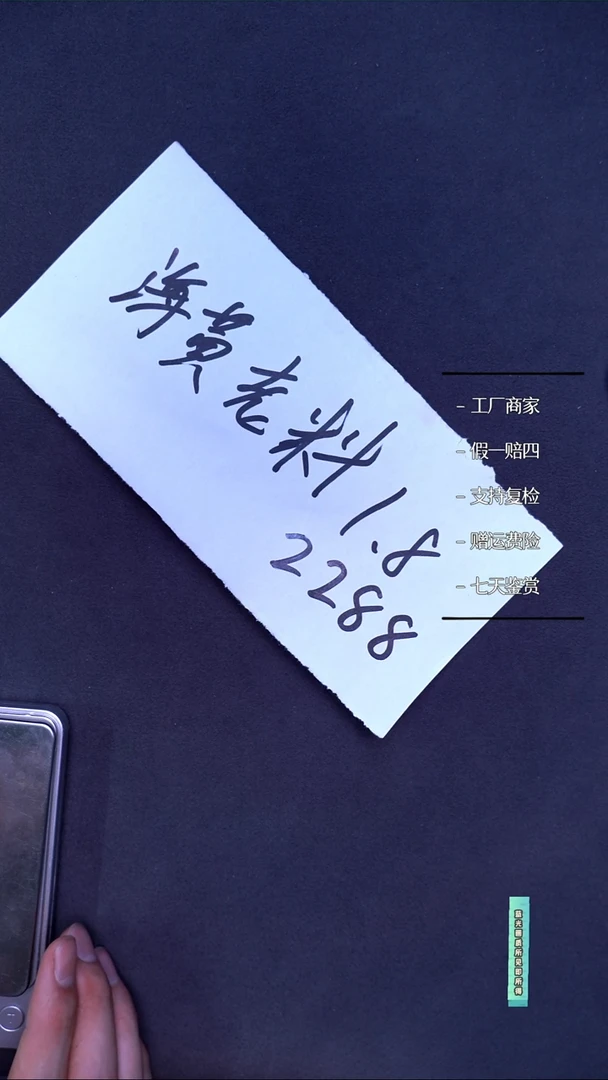 海黄老料1.8
2288
- 工厂商家
- 假一赔四
- 支持复检
- 赠运费险
- 七天鉴赏